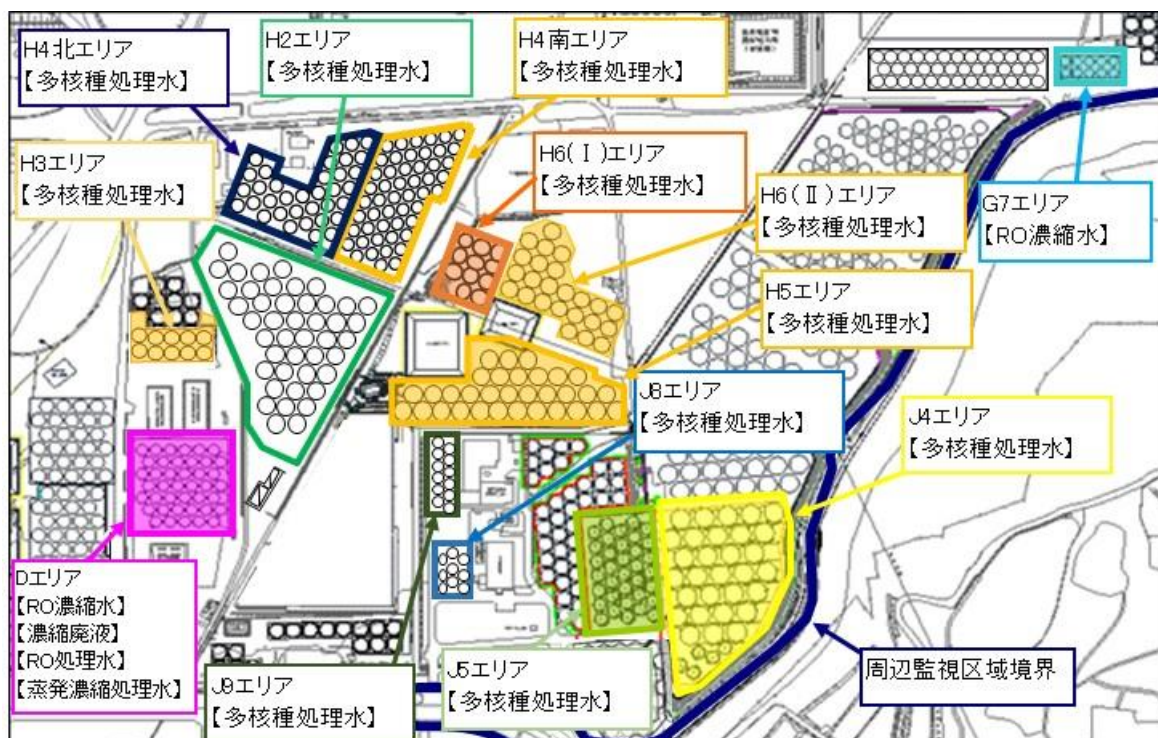 H4北エリア
【多核種処理水】
H2エリア
【多核種処理水】
H4南エリア
【多核種処理水】
H3エリア
【多核種処理水】
H6(Ⅰ)エリア
【多核種処理水】
H6(Ⅱ)エリア
【多核種処理水】
G7エリア
【RO濃縮水】
H5エリア
【多核種処理水】
J8エリア
【多核種処理水】
J4エリア
【多核種処理水】
Dエリア
【RO濃縮水】
【濃縮廃液】
【RO処理水】
【蒸発濃縮処理水】
J9エリア
【多核種処理水】
J5エリア
【多核種処理水】
周辺監視区域境界